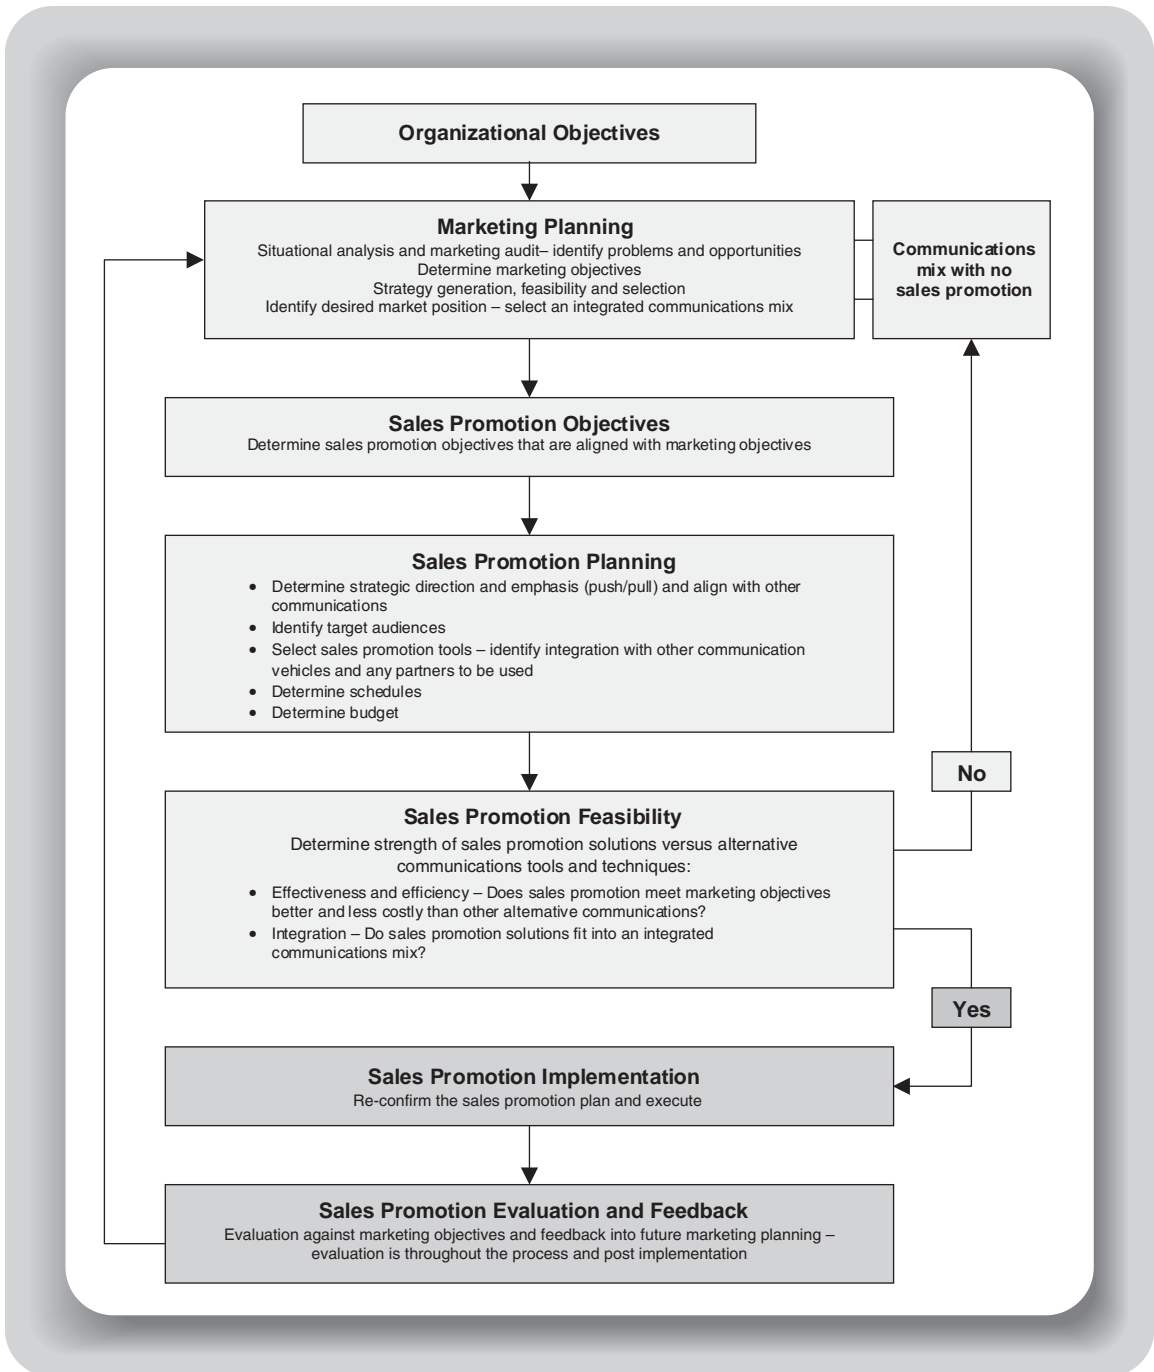 Organizational Objectives
Marketing Planning
Situational analysis and marketing audit– identify problems and opportunities
Determine marketing objectives
Strategy generation, feasibility and selection
Identify desired market position – select an integrated communications mix
Communications
mix with no
sales promotion
Sales Promotion Objectives
Determine sales promotion objectives that are aligned with marketing objectives
Sales Promotion Planning
• Determine strategic direction and emphasis (push/pull) and align with other
communications
• Identify target audiences
• Select sales promotion tools – identify integration with other communication
vehicles and any partners to be used
• Determine schedules
• Determine budget
No
Sales Promotion Feasibility
Determine strength of sales promotion solutions versus alternative
communications tools and techniques:
• Effectiveness and efficiency – Does sales promotion meet marketing objectives
better and less costly than other alternative communications?
• Integration – Do sales promotion solutions fit into an integrated
communications mix?
Yes
Sales Promotion Implementation
Re-confirm the sales promotion plan and execute
Sales Promotion Evaluation and Feedback
Evaluation against marketing objectives and feedback into future marketing planning –
evaluation is throughout the process and post implementation